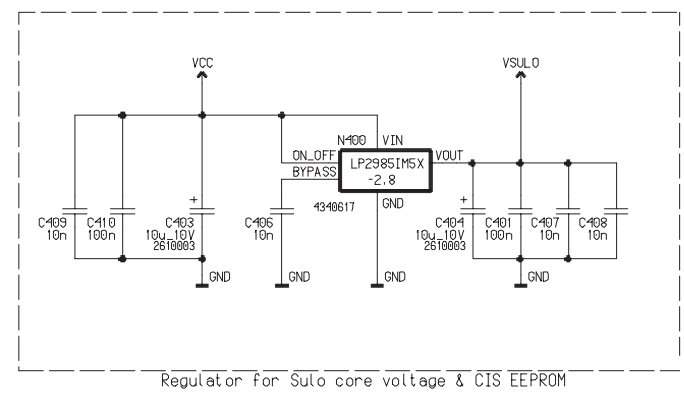 VCC
VSULO
N400
VIN
ON_OFF
LP2985IM5X
VOUT
BYPASS
-2.8
GND
4340617
+
+
C409
10n
C410
100n
C403
10u_10V
2610003
C406
10n
C404
10u_10V
2610003
C401
100n
C407
10n
C408
10n
GND
GND
GND
GND
Regulator for Sulo core voltage & CIS EEPROM